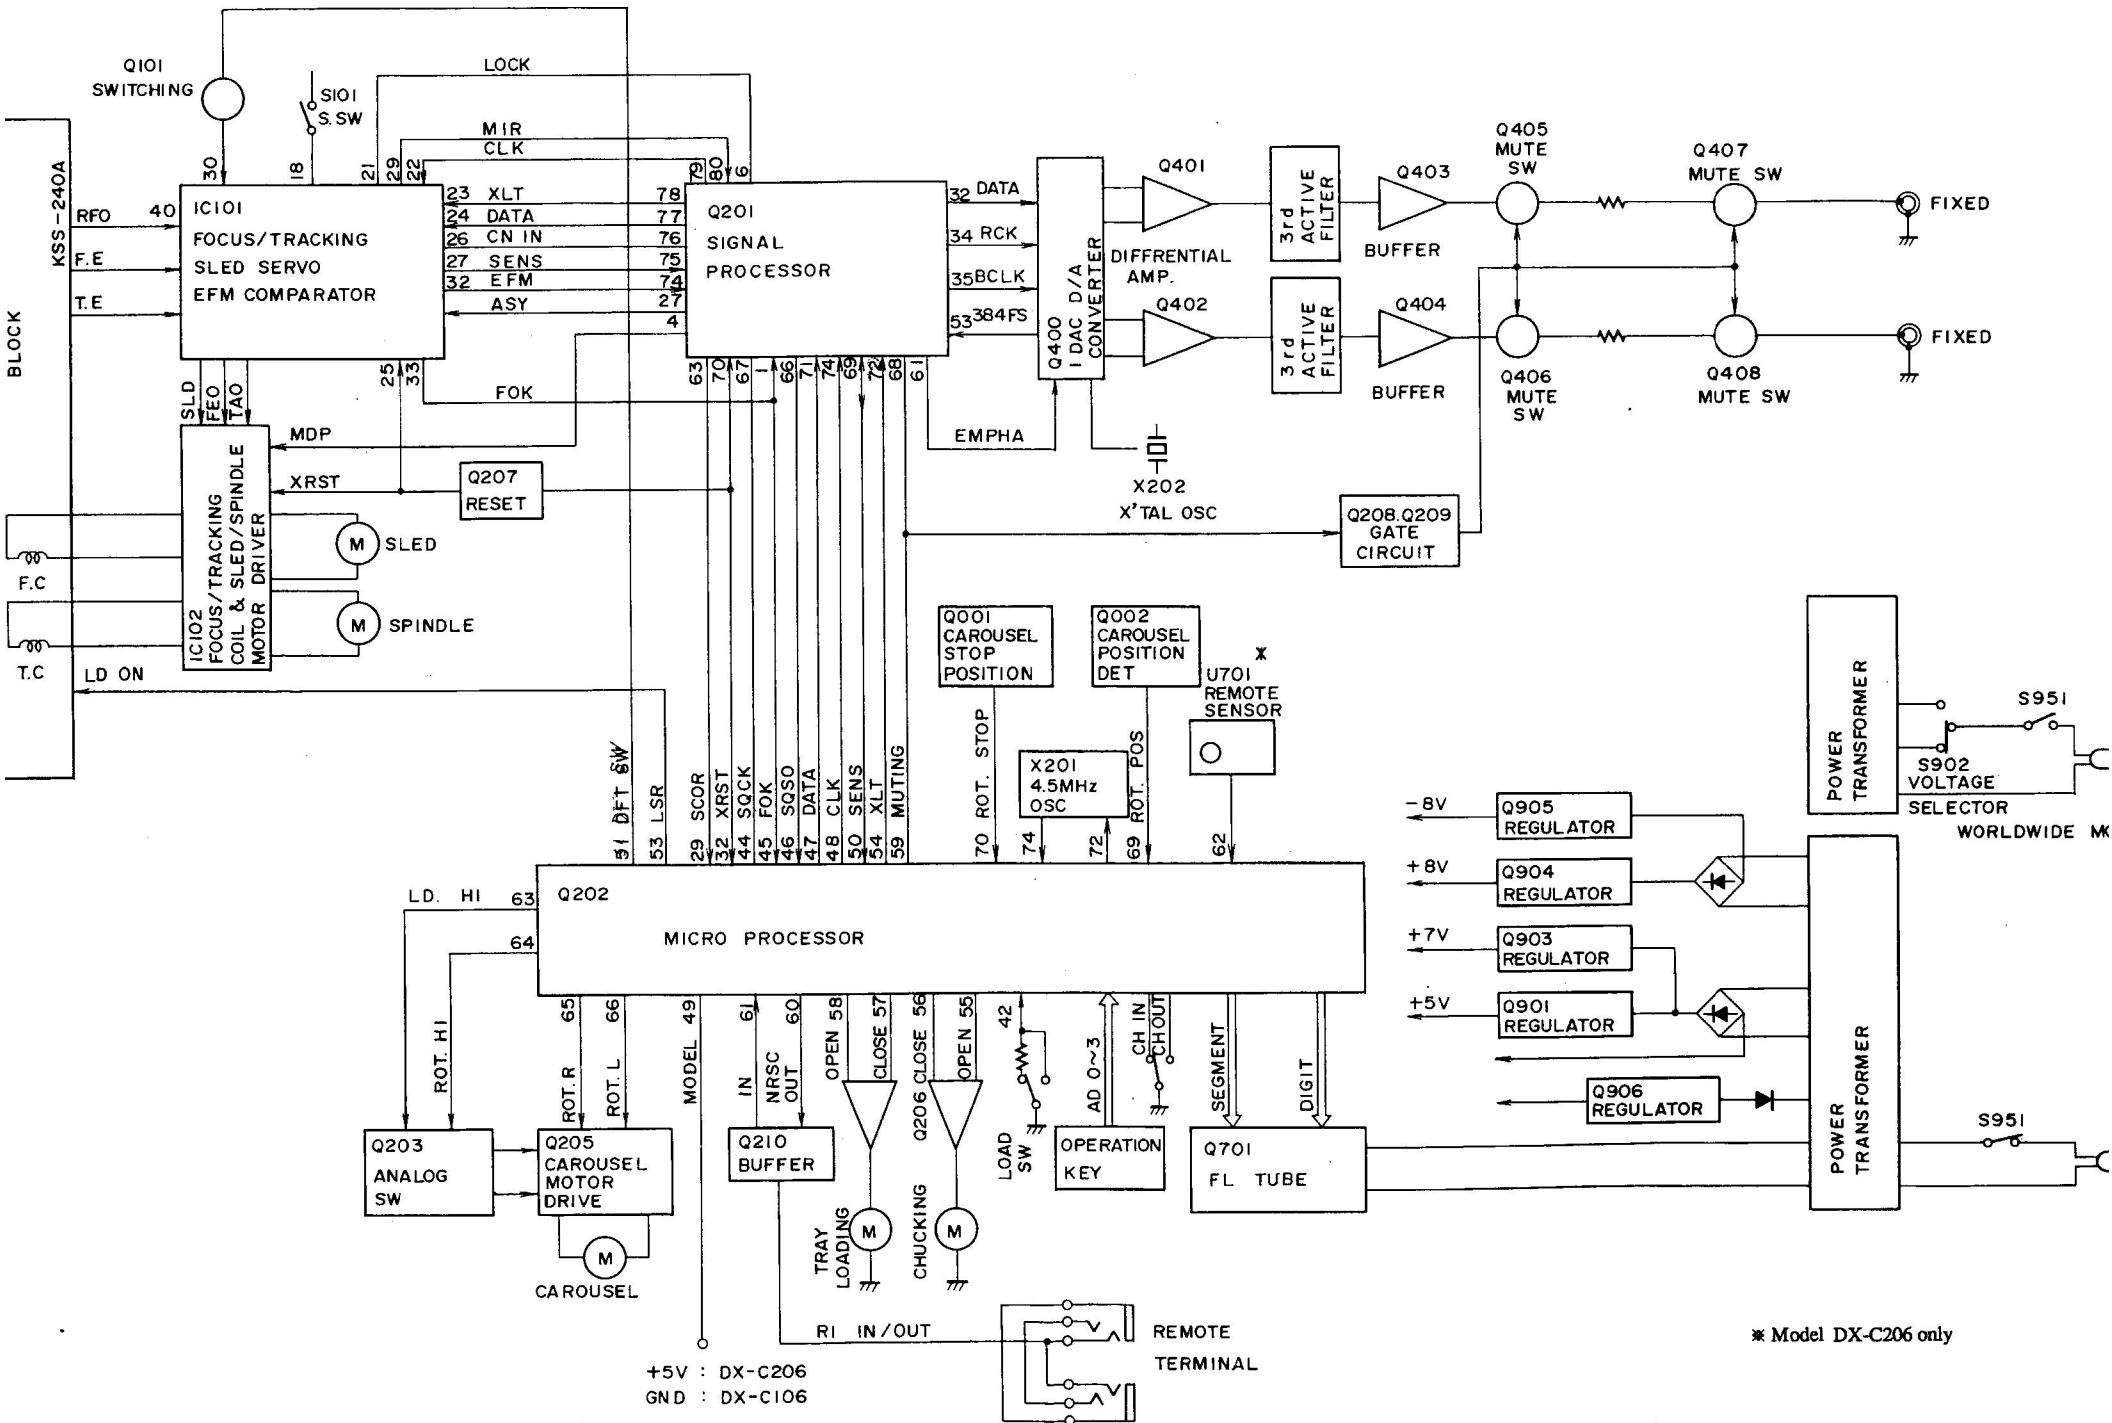 Q101
SWITCHING
S101
S.SW
LOCK
MIR
CLK
30
18
21
29
22
79
80
6
KSS-240A
BLOCK
RFO
40
F.E
T.E
IC101
FOCUS/TRACKING
SLED SERVO
EFM COMPARATOR
23 XLT 78
24 DATA 77
26 CN IN 76
27 SENS 75
32 EFM 74
ASY 27
4
Q201
SIGNAL
PROCESSOR
32 DATA
34 RCK
35 BCLK
53 384FS
Q400
1 DAC D/A
CONVERTER
Q401
DIFFRENTIAL
AMP.
Q402
3rd
ACTIVE
FILTER
3rd
ACTIVE
FILTER
Q403
BUFFER
Q404
BUFFER
Q405
MUTE
SW
Q407
MUTE SW
Q406
MUTE
SW
Q408
MUTE SW
FIXED
FIXED
25
33
63
70
67
1
66
71
74
69
72
68
61
SLD
FEO
TAO
FOK
MDP
XRST
Q207
RESET
EMPHA
X202
X'TAL OSC
Q208.Q209
GATE
CIRCUIT
IC102
FOCUS/TRACKING
COIL & SLED/SPINDLE
MOTOR DRIVER
M SLED
M SPINDLE
F.C
T.C
LD ON
Q001
CAROUSEL
STOP
POSITION
Q002
CAROUSEL
POSITION
DET
※
U701
REMOTE
SENSOR
X201
4.5MHz
OSC
DFT SW
53 LSR
29 SCOR
32 XRST
44 SQCK
45 FOK
46 SQSO
47 DATA
48 CLK
50 SENS
54 XLT
59 MUTING
70 ROT. STOP
74
72
69 ROT. POS
62
Q202
MICRO PROCESSOR
LD. HI 63
64
ROT. HI
ROT. R 65
ROT. L 66
MODEL 49
IN 61
NRSC
OUT
60
OPEN 58
CLOSE 57
Q206 CLOSE 56
OPEN 55
42
LOAD
SW
AD 0~3
CH IN
CH OUT
SEGMENT
DIGIT
Q203
ANALOG
SW
Q205
CAROUSEL
MOTOR
DRIVE
M
CAROUSEL
Q210
BUFFER
TRAY
LOADING
M
CHUCKING
M
OPERATION
KEY
Q701
FL TUBE
RI IN/OUT
REMOTE
TERMINAL
+5V : DX-C206
GND : DX-C106
-8V
Q905
REGULATOR
+8V
Q904
REGULATOR
+7V
Q903
REGULATOR
+5V
Q901
REGULATOR
Q906
REGULATOR
POWER
TRANSFORMER
S951
S902
VOLTAGE
SELECTOR
WORLDWIDE MO
POWER
TRANSFORMER
S951
※ Model DX-C206 only